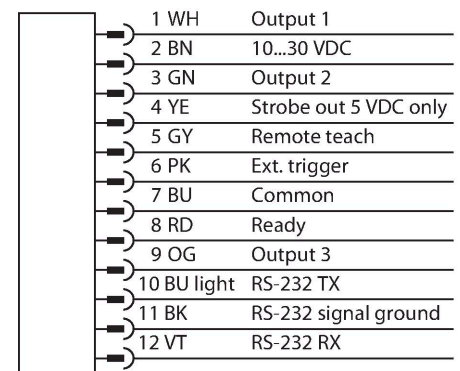 1 WH Output 1
2 BN 10...30 VDC
3 GN Output 2
4 YE Strobe out 5 VDC only
5 GY Remote teach
6 PK Ext. trigger
7 BU Common
8 RD Ready
9 OG Output 3
10 BU light RS-232 TX
11 BK RS-232 signal ground
12 VT RS-232 RX